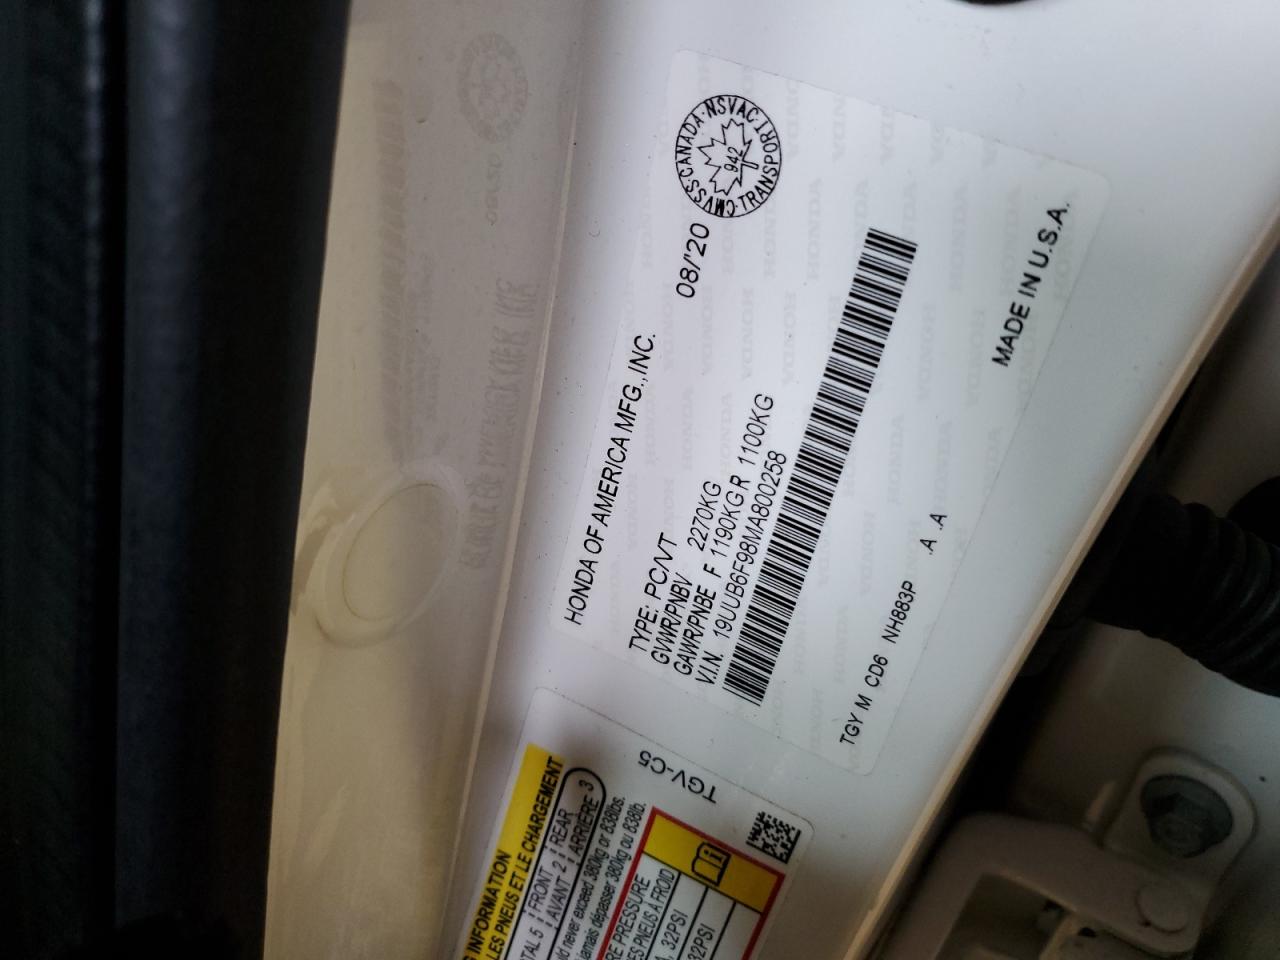 HONDA OF AMERICA MFG., INC.
08/'20
CMVSS·CANADA·NSVAC·TRANSPORT·
942
TYPE: PC/VT
GVWR/PNBV 2270KG
GAWR/PNBE F 1190KG R 1100KG
V.I.N. 19UUB6F98MA800258
TGY M CD6 NH883P .A .A
MADE IN U.S.A.
TGV-C5
INFORMATION
LES PNEUS ET LE CHARGEMENT
5 FRONT 2 REAR
AVANT 2 ARRIÈRE 3
never exceed 380kg or 838lbs.
jamais dépasser 380kg ou 838lb.
PRESSURE
PNEUS A FROID
32PSI
32PSI